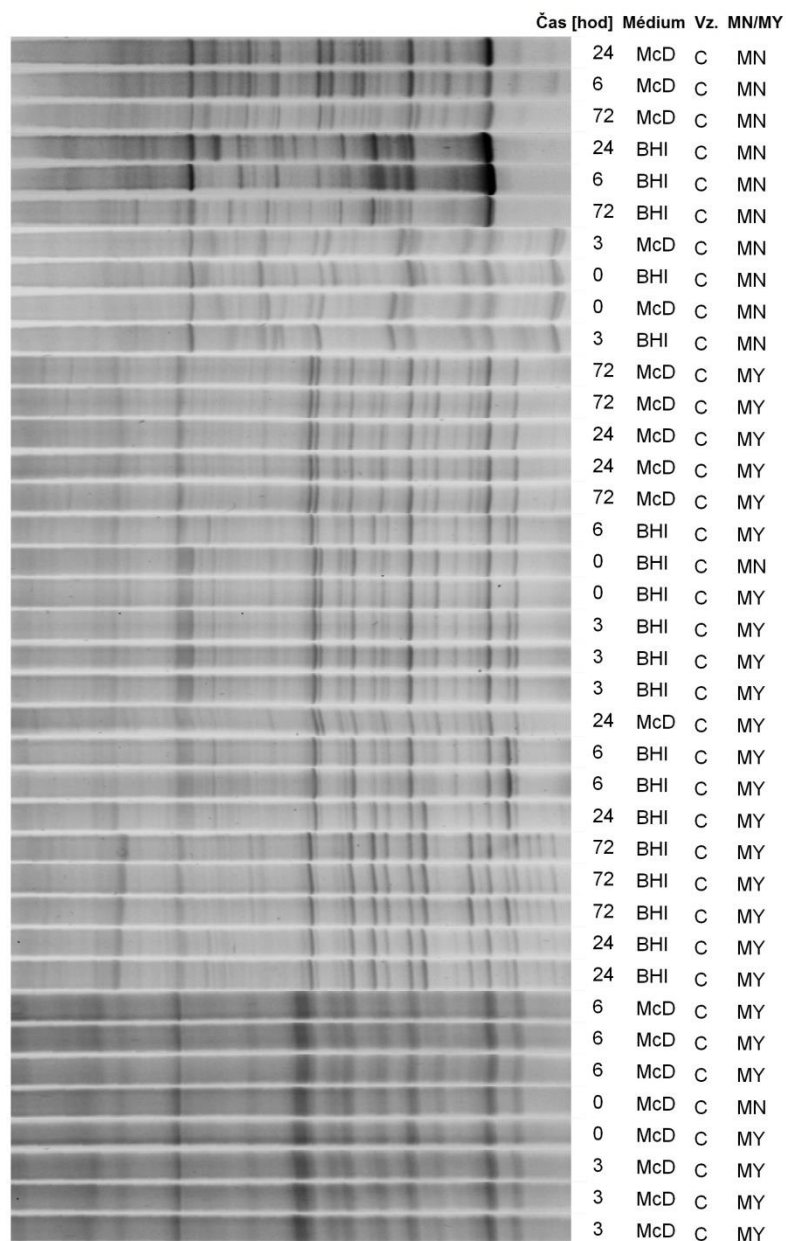 Čas [hod] Médium Vz. MN/MY
24 McD C MN
6 McD C MN
72 McD C MN
24 BHI C MN
6 BHI C MN
72 BHI C MN
3 McD C MN
0 BHI C MN
0 McD C MN
3 BHI C MN
72 McD C MY
72 McD C MY
24 McD C MY
24 McD C MY
72 McD C MY
6 BHI C MY
0 BHI C MN
0 BHI C MY
3 BHI C MY
3 BHI C MY
3 BHI C MY
24 McD C MY
6 BHI C MY
6 BHI C MY
24 BHI C MY
72 BHI C MY
72 BHI C MY
72 BHI C MY
24 BHI C MY
24 BHI C MY
6 McD C MY
6 McD C MY
6 McD C MY
0 McD C MN
0 McD C MY
3 McD C MY
3 McD C MY
3 McD C MY